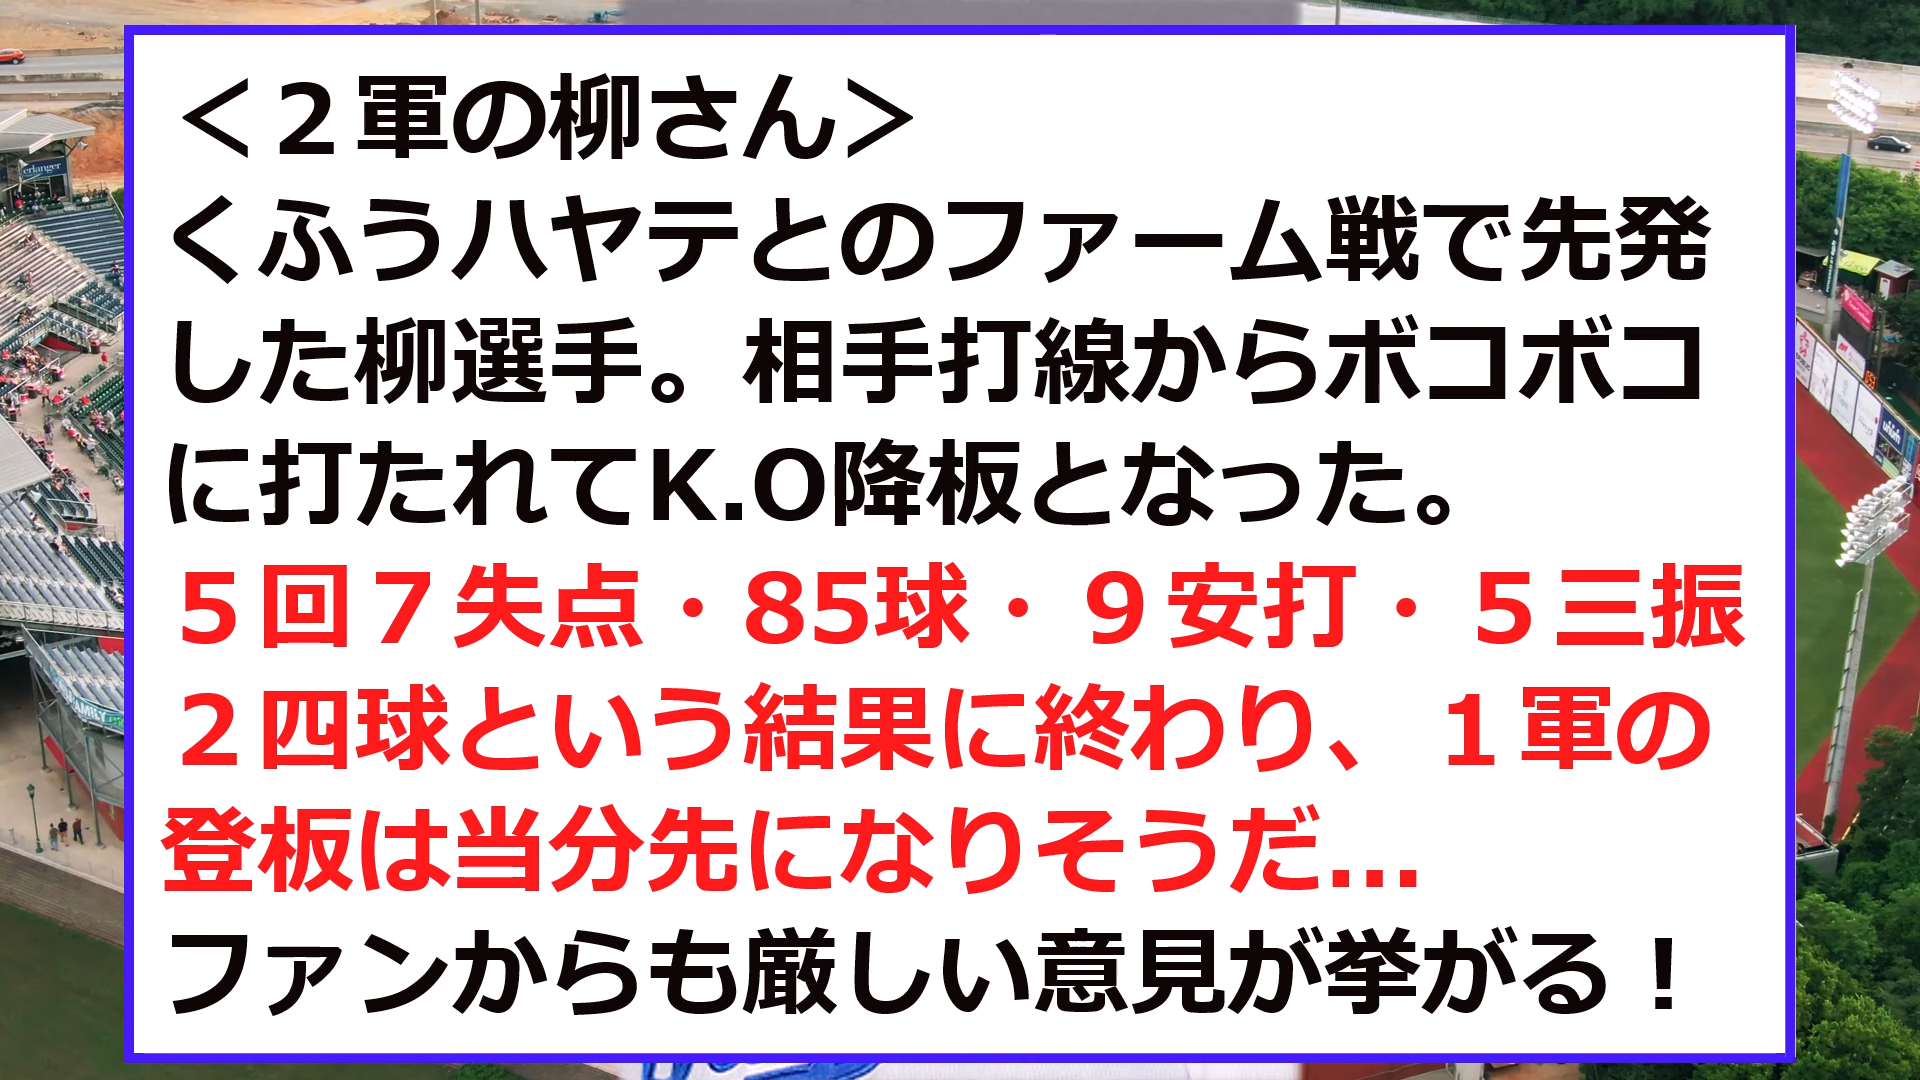 ＜２軍の柳さん＞
くふうハヤテとのファーム戦で先発
した柳選手。相手打線からボコボコ
に打たれてK.O降板となった。
５回７失点・85球・９安打・５三振
２四球という結果に終わり、１軍の
登板は当分先になりそうだ...
ファンからも厳しい意見が挙がる！
erlanger
FAMILY
unum